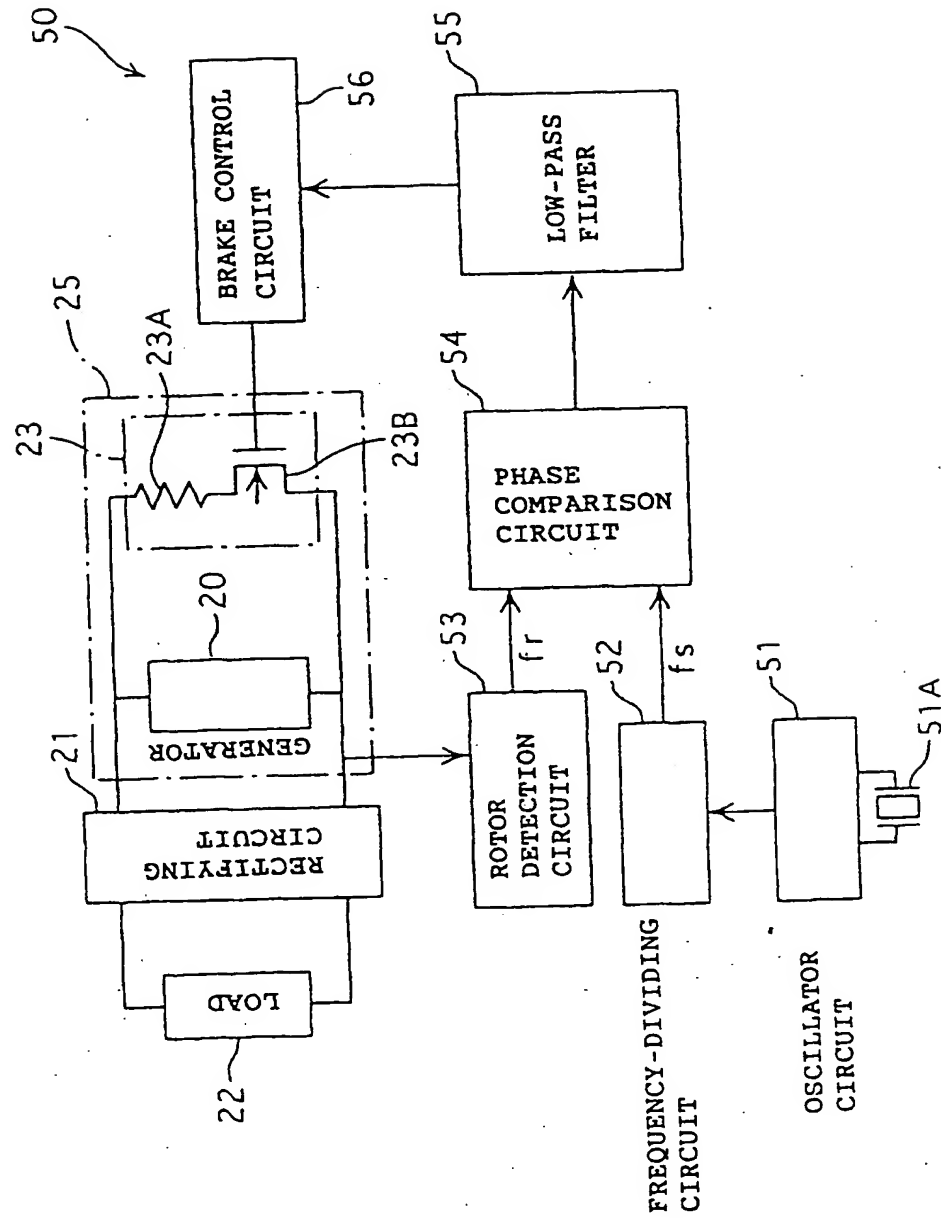 50
BRAKE CONTROL
CIRCUIT
56
25
23
23A
23B
20
GENERATOR
21
RECTIFYING
CIRCUIT
LOAD
22
LOW-PASS
FILTER
55
PHASE
COMPARISON
CIRCUIT
54
ROTOR
DETECTION
CIRCUIT
53
fr
fs
52
FREQUENCY-DIVIDING
CIRCUIT
51
51A
OSCILLATOR
CIRCUIT